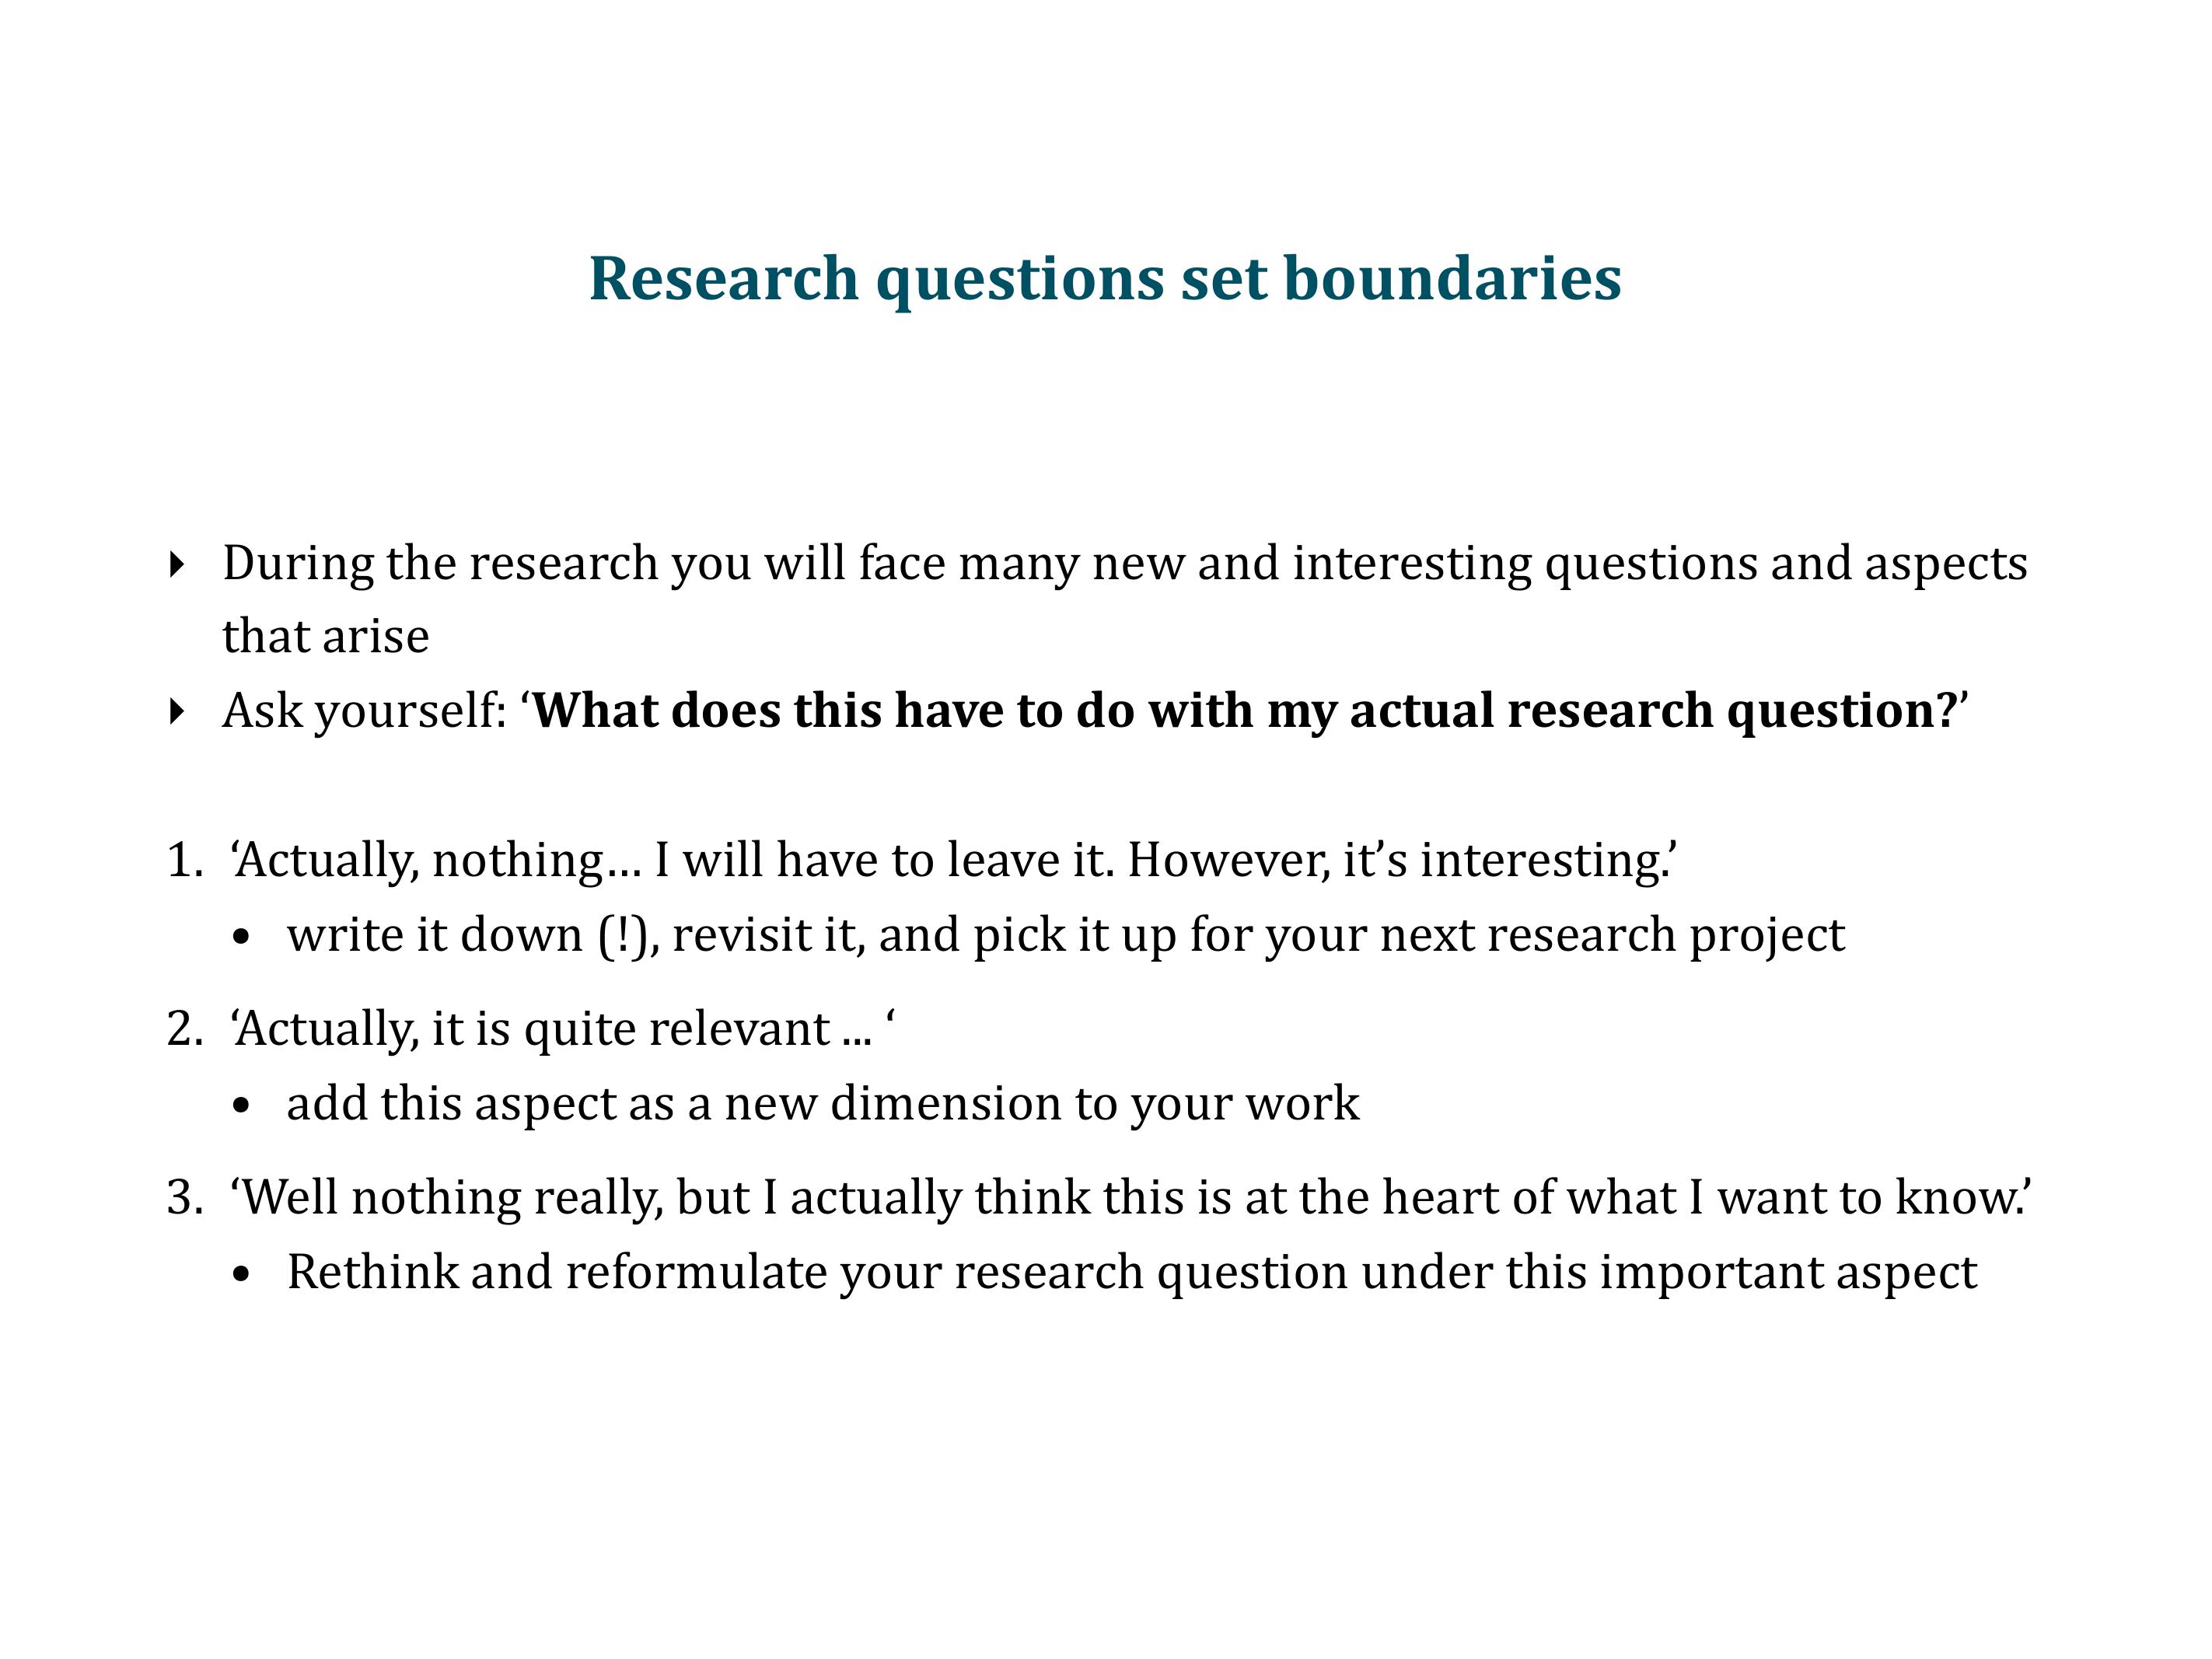 Research questions set boundaries
During the research you will face many new and interesting questions and aspects
that arise
Ask yourself: ‘What does this have to do with my actual research question?’
1. ‘Actually, nothing… I will have to leave it. However, it’s interesting.’
• write it down (!), revisit it, and pick it up for your next research project
2. ‘Actually, it is quite relevant ... ‘
• add this aspect as a new dimension to your work
3. ‘Well nothing really, but I actually think this is at the heart of what I want to know.’
• Rethink and reformulate your research question under this important aspect